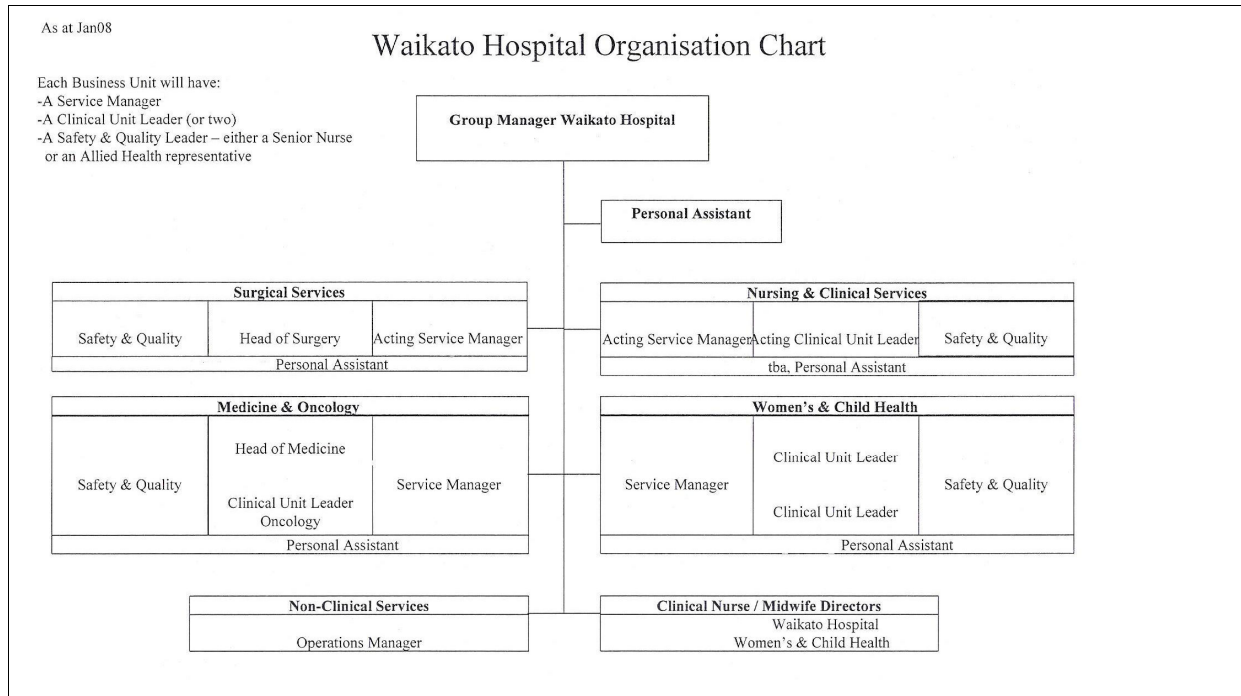 As at Jan08
Waikato Hospital Organisation Chart
Each Business Unit will have:
-A Service Manager
-A Clinical Unit Leader (or two)
-A Safety & Quality Leader – either a Senior Nurse
or an Allied Health representative
Group Manager Waikato Hospital
Personal Assistant
Surgical Services
Safety & Quality
Head of Surgery
Acting Service Manager
Personal Assistant
Nursing & Clinical Services
Acting Service Manager
Acting Clinical Unit Leader
Safety & Quality
tba, Personal Assistant
Medicine & Oncology
Safety & Quality
Head of Medicine
Clinical Unit Leader
Oncology
Service Manager
Personal Assistant
Women's & Child Health
Service Manager
Clinical Unit Leader
Clinical Unit Leader
Safety & Quality
Personal Assistant
Non-Clinical Services
Operations Manager
Clinical Nurse / Midwife Directors
Waikato Hospital
Women's & Child Health